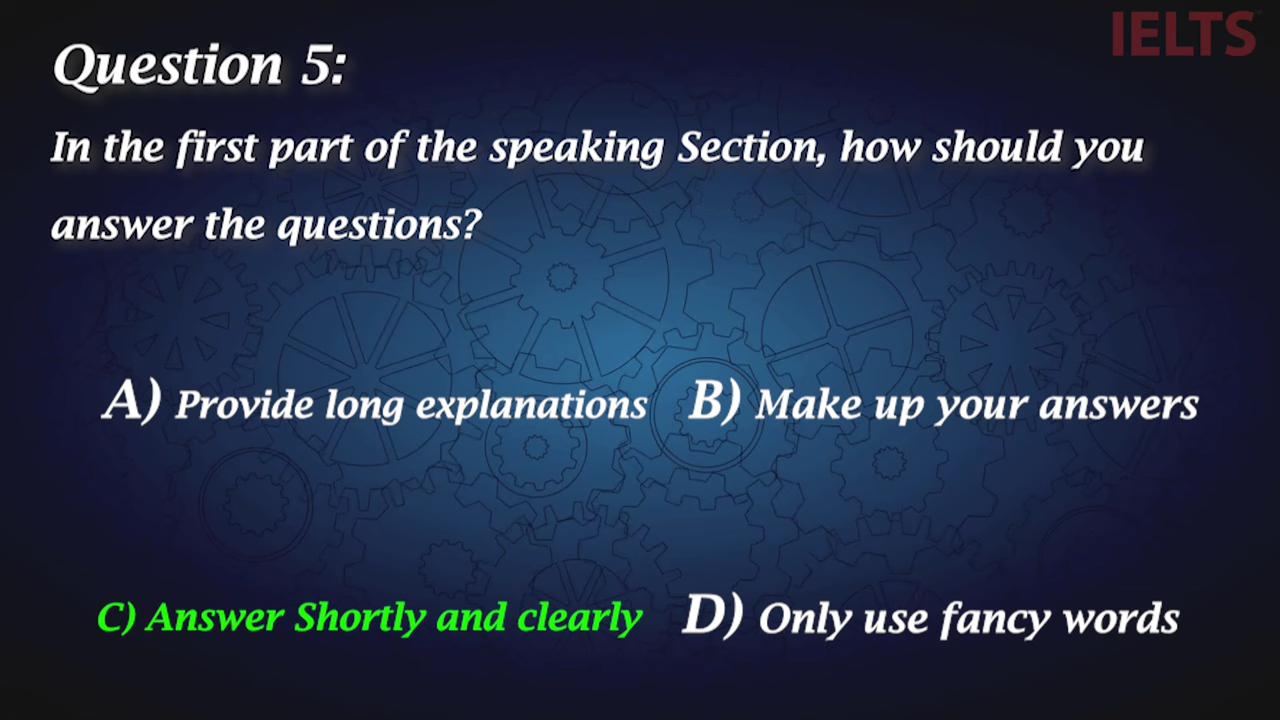 IELTS
Question 5:
In the first part of the speaking Section, how should you
answer the questions?
A) Provide long explanations
B) Make up your answers
C) Answer Shortly and clearly
D) Only use fancy words